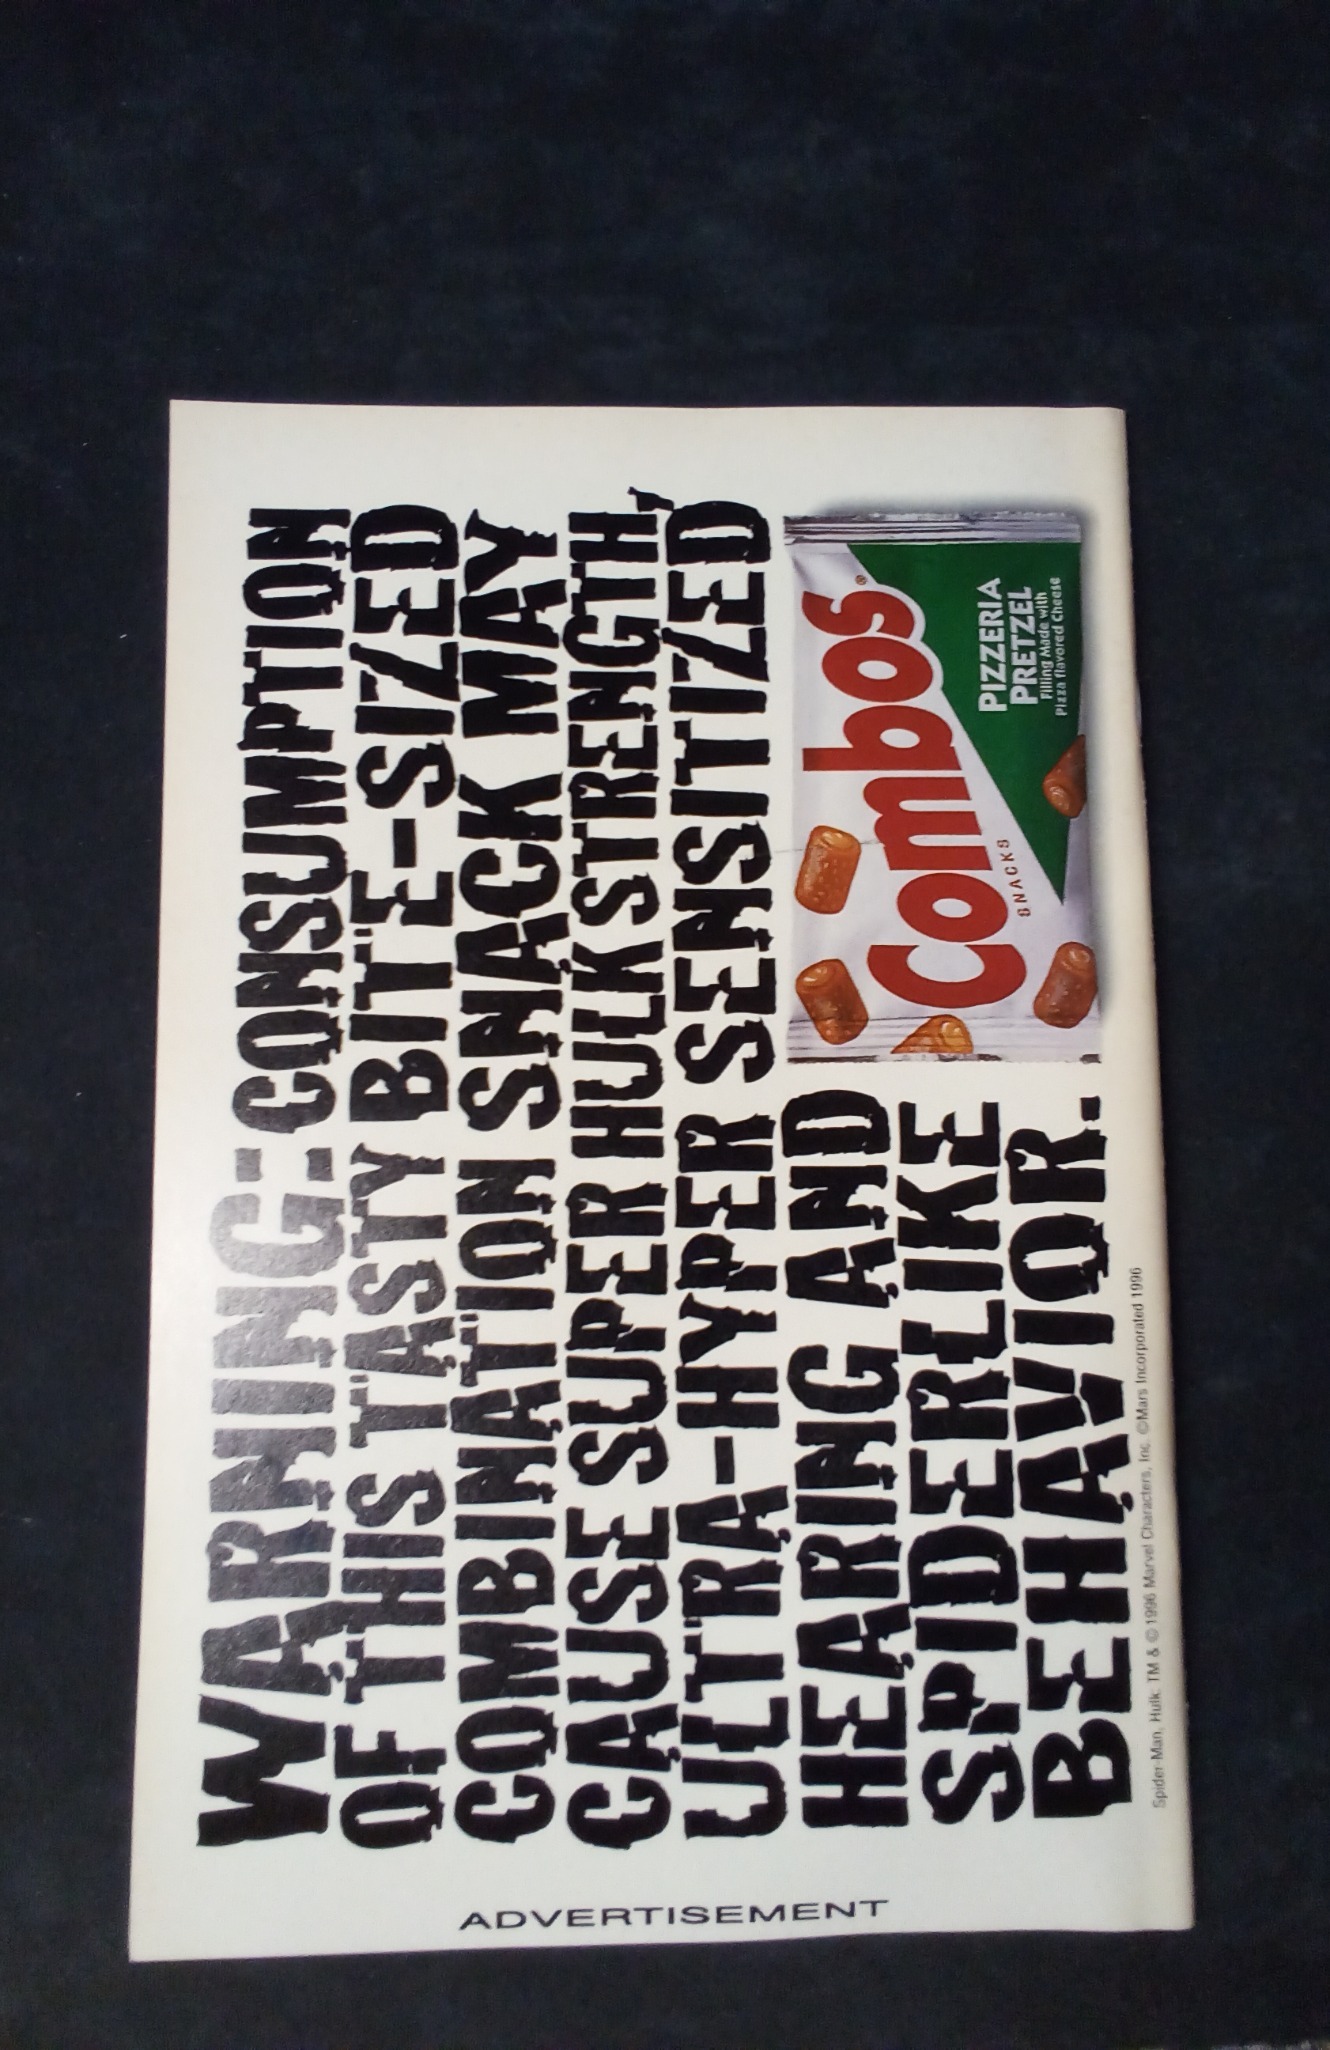 WARNING: CONSUMPTION
OF THIS TASTY BITE-SIZED
COMBINATION SNACK MAY
CAUSE SUPER HULK STRENGTH,
ULTRA-HYPER SENSITIZED
HEARING AND
SPIDERLIKE
BEHAVIOR.
Combos®
SNACKS
PIZZERIA
PRETZEL
Filling Made with
Pizza flavored Cheese
Spider-Man, Hulk: TM & © 1996 Marvel Characters, Inc. ©Mars Incorporated 1996
ADVERTISEMENT